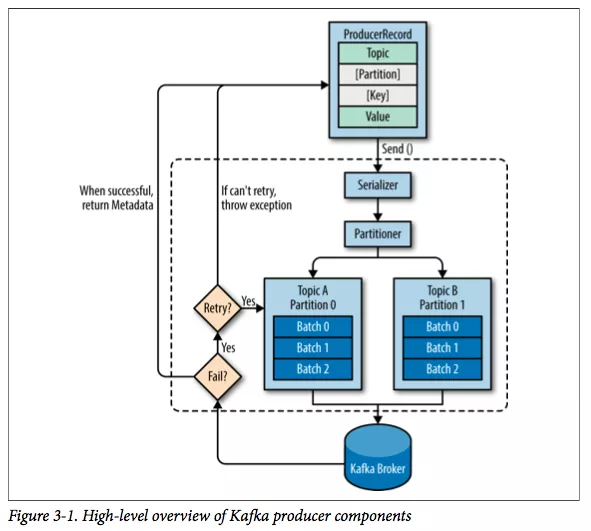 ProducerRecord
Topic
[Partition]
[Key]
Value
Send ()
When successful,
return Metadata
If can't retry,
throw exception
Serializer
Partitioner
Topic A
Partition 0
Batch 0
Batch 1
Batch 2
Topic B
Partition 1
Batch 0
Batch 1
Batch 2
Retry?
Yes
Yes
Fail?
Kafka Broker
Figure 3-1. High-level overview of Kafka producer components